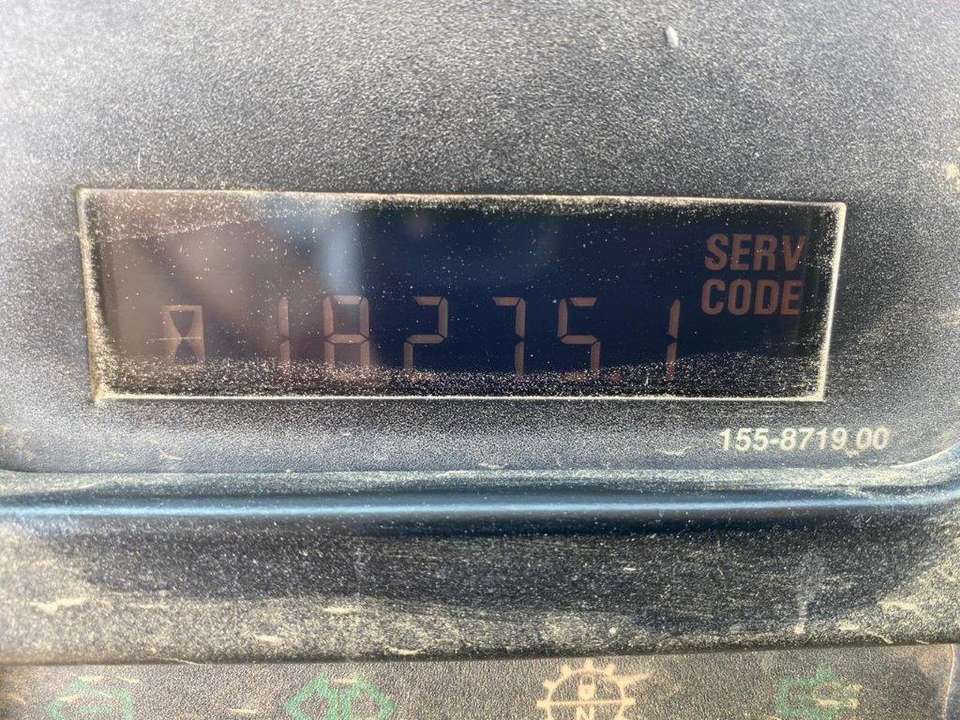 SERV
CODE
18275.1
155-8719 00
N